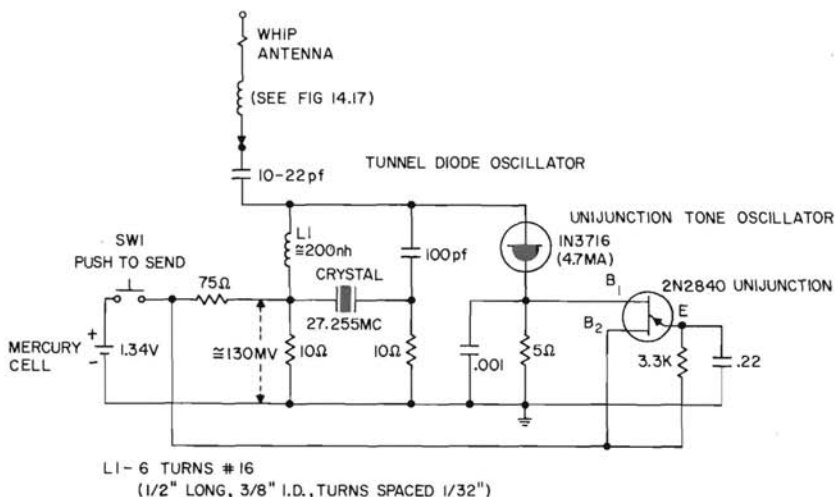 WHIP
ANTENNA
(SEE FIG 14.17)
10-22pf
TUNNEL DIODE OSCILLATOR
UNIJUNCTION TONE OSCILLATOR
SW1
PUSH TO SEND
L1
≅200nh
100pf
1N3716
(4.7MA)
75Ω
CRYSTAL
27.255MC
B1
2N2840 UNIJUNCTION
B2
E
MERCURY
CELL
+
-
1.34V
≅130MV
10Ω
10Ω
.001
5Ω
3.3K
.22
L1- 6 TURNS #16
(1/2" LONG, 3/8" I.D., TURNS SPACED 1/32")